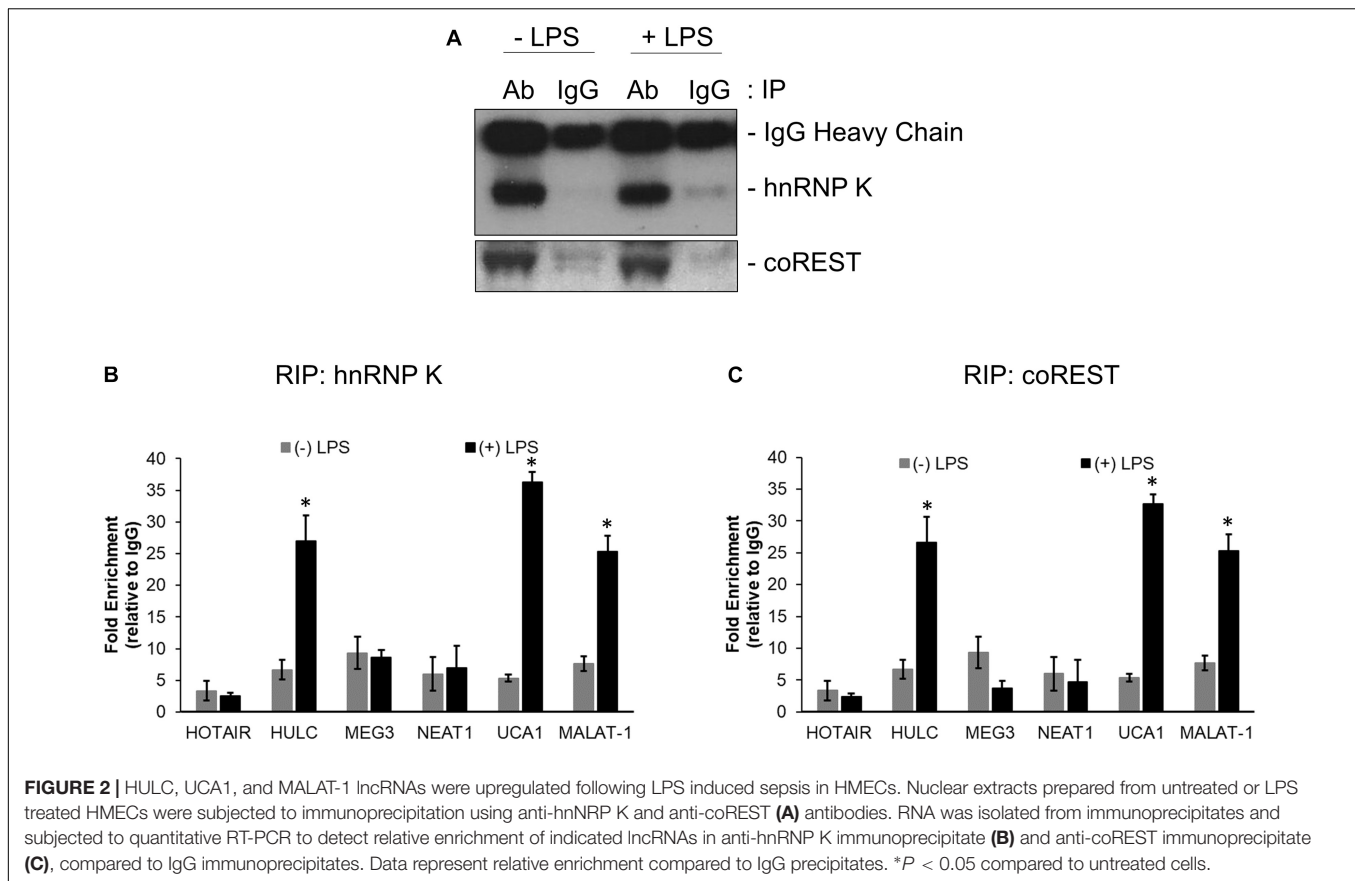 A
- LPS + LPS
Ab IgG Ab IgG : IP
- IgG Heavy Chain
- hnRNP K
- coREST
B RIP: hnRNP K
(-) LPS (+) LPS
Fold Enrichment
(relative to IgG)
40
35
30
25
20
15
10
5
0
* * *
HOTAIR HULC MEG3 NEAT1 UCA1 MALAT-1
C RIP: coREST
(-) LPS (+) LPS
Fold Enrichment
(relative to IgG)
40
35
30
25
20
15
10
5
0
* * *
HOTAIR HULC MEG3 NEAT1 UCA1 MALAT-1
FIGURE 2 | HULC, UCA1, and MALAT-1 lncRNAs were upregulated following LPS induced sepsis in HMECs. Nuclear extracts prepared from untreated or LPS
treated HMECs were subjected to immunoprecipitation using anti-hnNRP K and anti-coREST (A) antibodies. RNA was isolated from immunoprecipitates and
subjected to quantitative RT-PCR to detect relative enrichment of indicated lncRNAs in anti-hnRNP K immunoprecipitate (B) and anti-coREST immunoprecipitate
(C), compared to IgG immunoprecipitates. Data represent relative enrichment compared to IgG precipitates. *P < 0.05 compared to untreated cells.